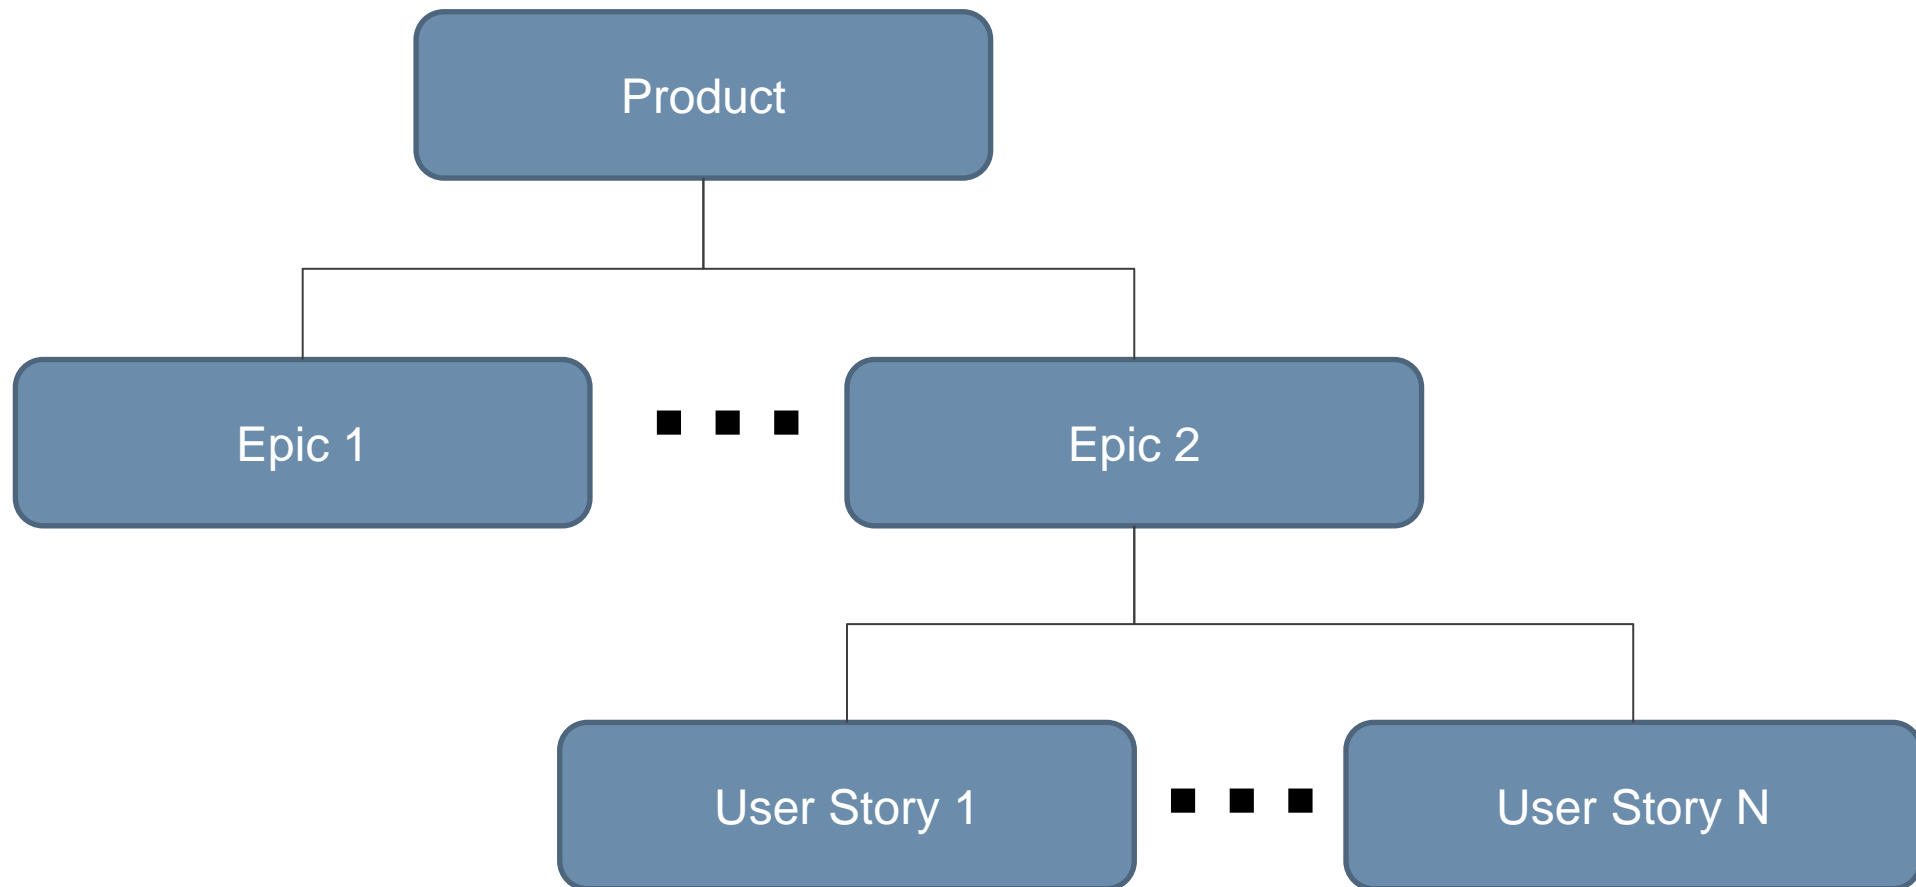 Product
Epic 1
Epic 2
User Story 1
User Story N